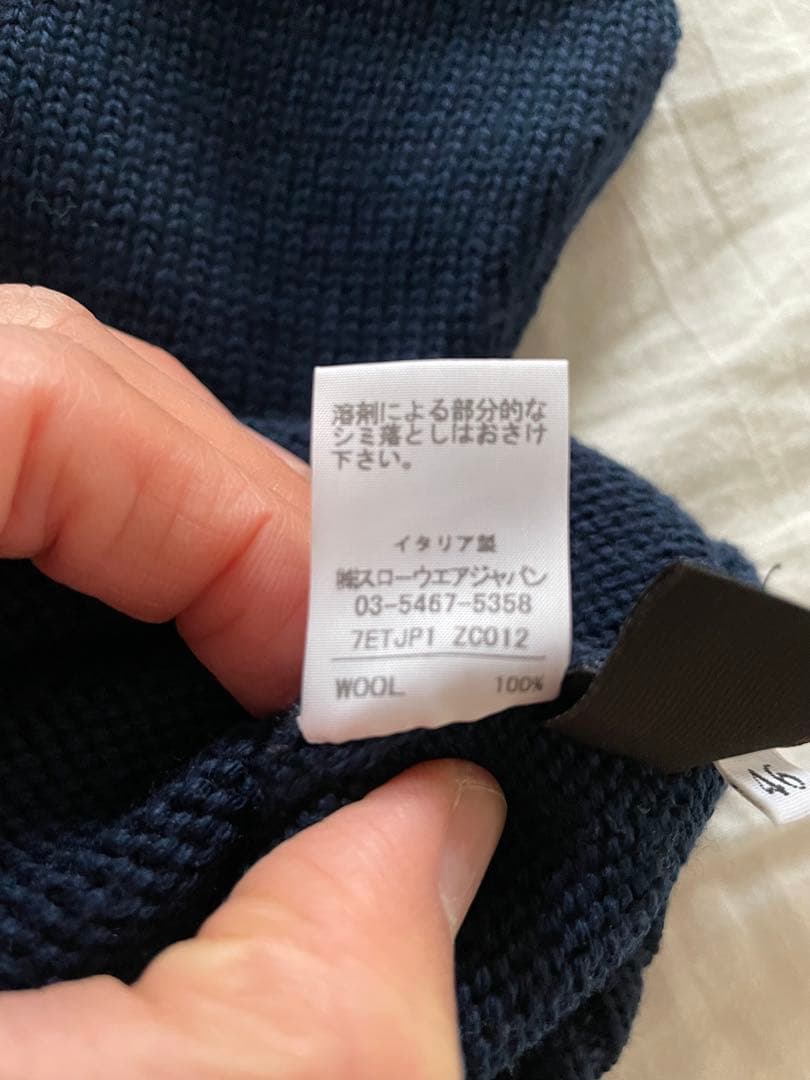 溶剤による部分的な
シミ落としはおさけ
下さい。
イタリア製
㈱スローウエアジャパン
03-5467-5358
7ETJP1 ZC012
WOOL 100%